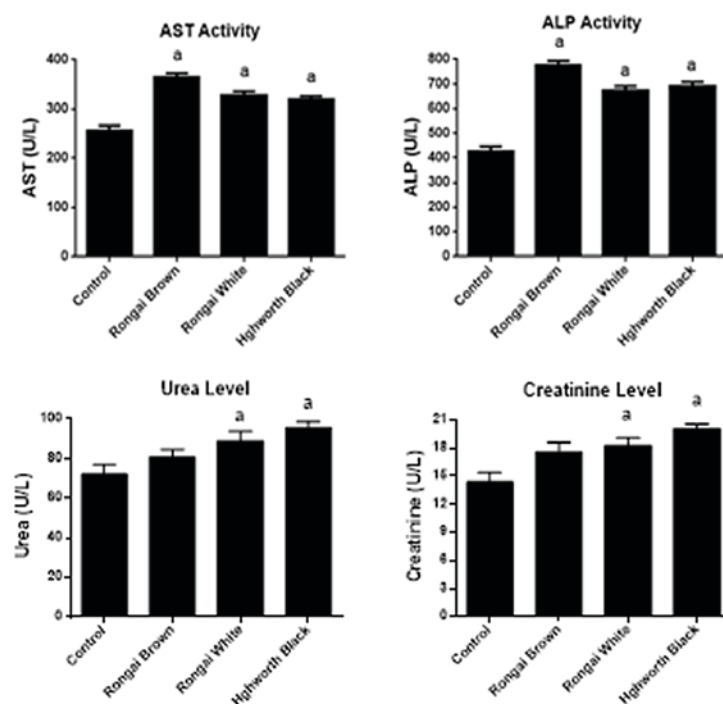 AST Activity
AST (U/L)
400
300
200
100
0
a
a
a
Control
Rongai Brown
Rongai White
Hghworth Black
ALP Activity
ALP (U/L)
800
700
600
500
400
300
200
100
0
a
a
a
Control
Rongai Brown
Rongai White
Hghworth Black
Urea Level
Urea (U/L)
100
80
60
40
20
0
a
a
Control
Rongai Brown
Rongai White
Hghworth Black
Creatinine Level
Creatinine (U/L)
21
18
15
12
9
6
3
0
a
a
Control
Rongai Brown
Rongai White
Hghworth Black